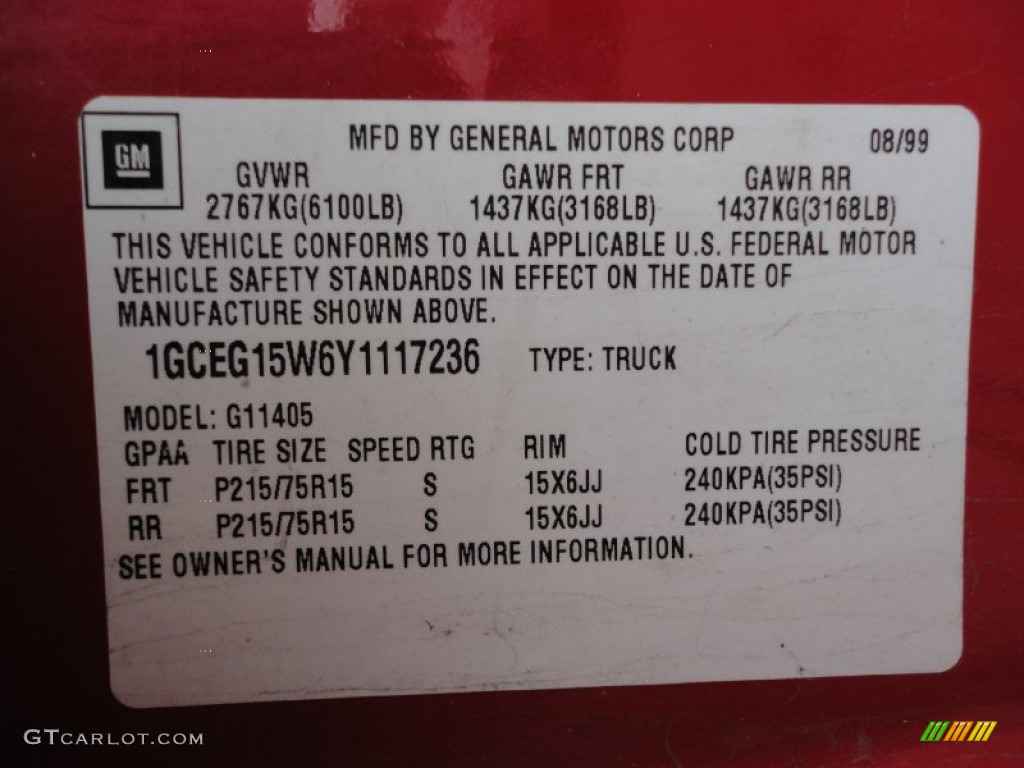 GM
MFD BY GENERAL MOTORS CORP 08/99
GVWR GAWR FRT GAWR RR
2767KG(6100LB) 1437KG(3168LB) 1437KG(3168LB)
THIS VEHICLE CONFORMS TO ALL APPLICABLE U.S. FEDERAL MOTOR
VEHICLE SAFETY STANDARDS IN EFFECT ON THE DATE OF
MANUFACTURE SHOWN ABOVE.
1GCEG15W6Y1117236 TYPE: TRUCK
MODEL: G11405
GPAA TIRE SIZE SPEED RTG RIM COLD TIRE PRESSURE
FRT P215/75R15 S 15X6JJ 240KPA(35PSI)
RR P215/75R15 S 15X6JJ 240KPA(35PSI)
SEE OWNER'S MANUAL FOR MORE INFORMATION.
GTCARLOT.COM